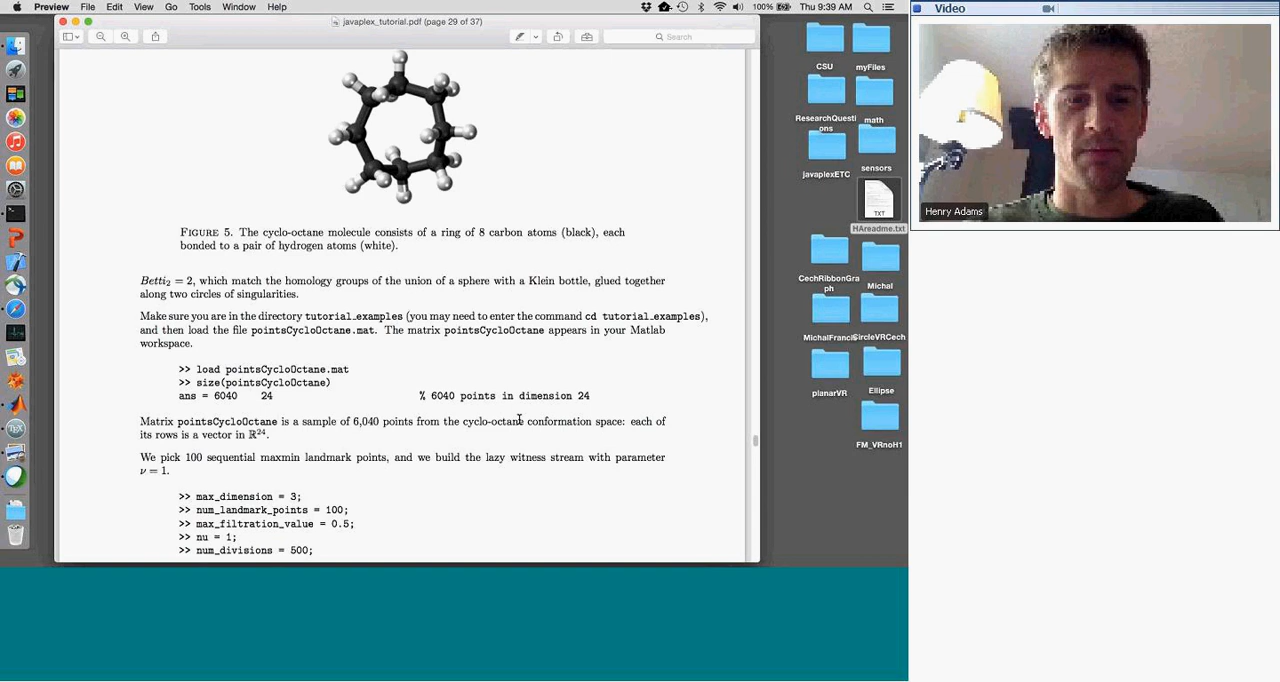 Preview File Edit View Go Tools Window Help
100% Thu 9:39 AM
javaplex_tutorial.pdf (page 29 of 37)
Search
FIGURE 5. The cyclo-octane molecule consists of a ring of 8 carbon atoms (black), each
bonded to a pair of hydrogen atoms (white).
Betti₂ = 2, which match the homology groups of the union of a sphere with a Klein bottle, glued together
along two circles of singularities.
Make sure you are in the directory tutorial_examples (you may need to enter the command cd tutorial_examples),
and then load the file pointsCycloOctane.mat. The matrix pointsCycloOctane appears in your Matlab
workspace.
>> load pointsCycloOctane.mat
>> size(pointsCycloOctane)
ans = 6040 24 % 6040 points in dimension 24
Matrix pointsCycloOctane is a sample of 6,040 points from the cyclo-octane conformation space: each of
its rows is a vector in ℝ²⁴.
We pick 100 sequential maxmin landmark points, and we build the lazy witness stream with parameter
ν = 1.
>> max_dimension = 3;
>> num_landmark_points = 100;
>> max_filtration_value = 0.5;
>> nu = 1;
>> num_divisions = 500;
CSU
myFiles
ResearchQuesti
ons
math
javaplexETC
sensors
TXT
HAreadme.txt
CechRibbonGra
ph
Michal
MichalFrancis
CircleVRCech
planarVR
Ellipse
FM_VRnoH1
Video
Henry Adams